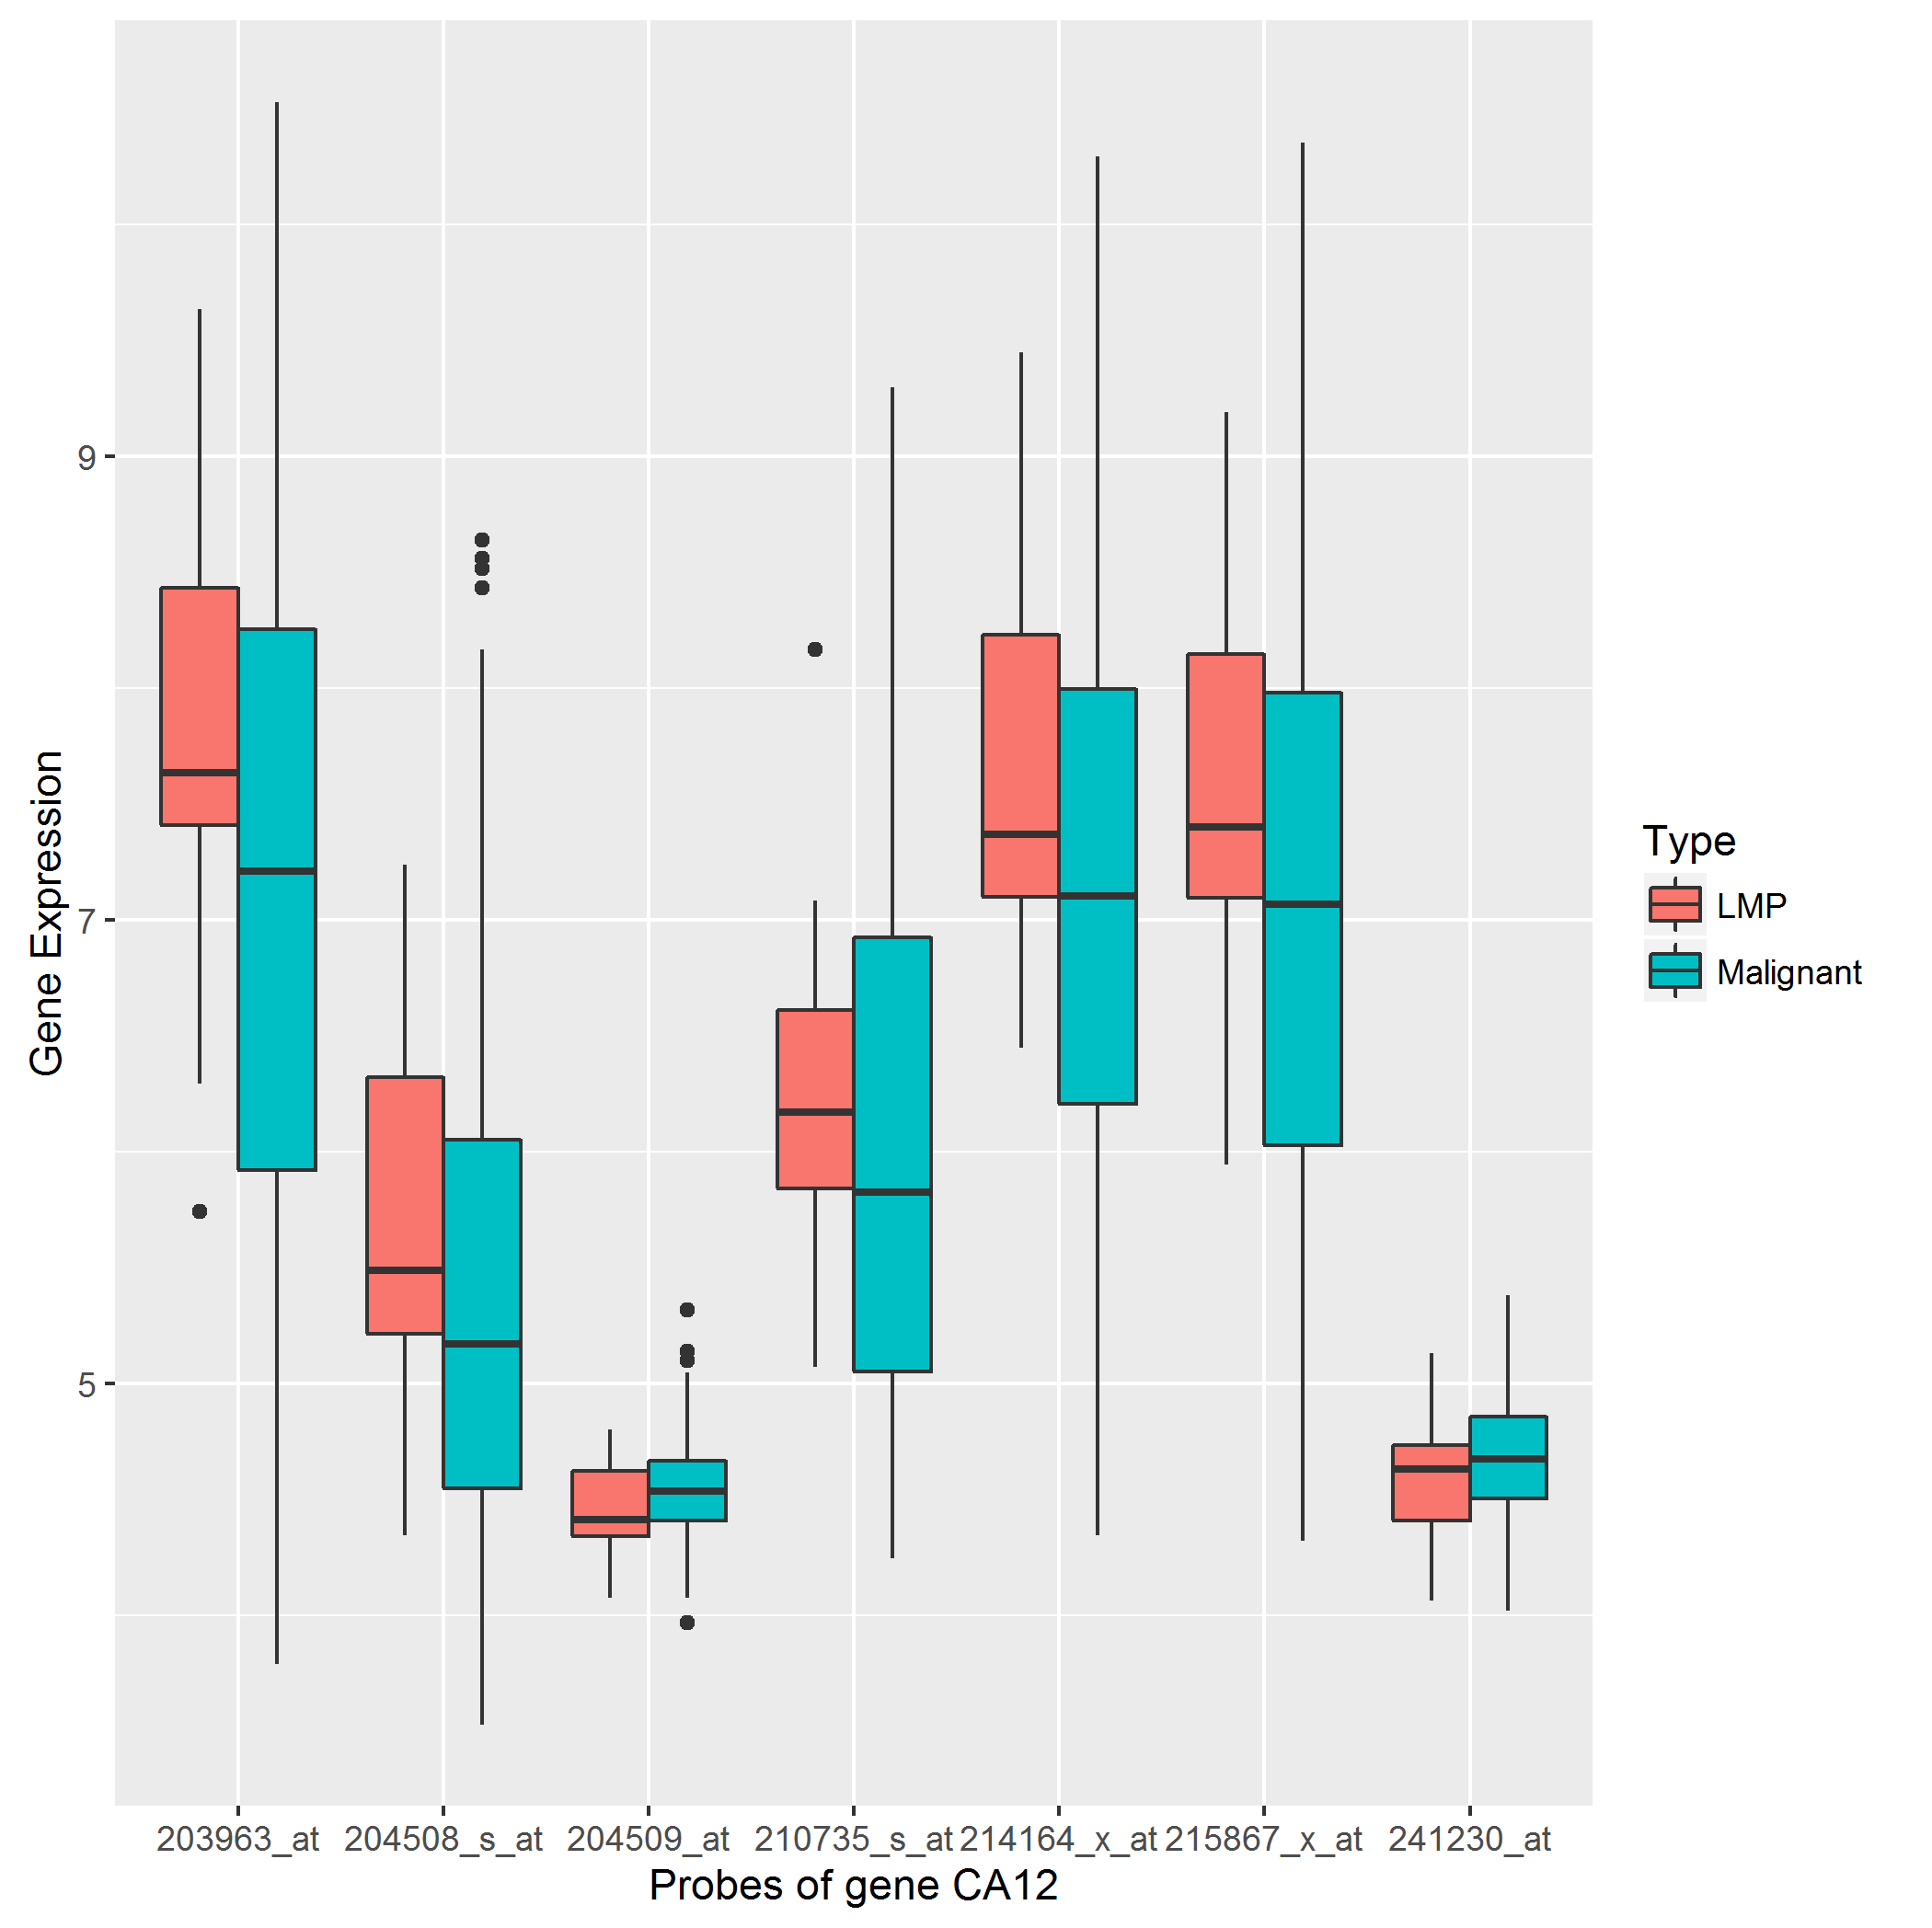 Gene Expression
9
7
5
203963_at 204508_s_at 204509_at 210735_s_at 214164_x_at 215867_x_at 241230_at
Probes of gene CA12
Type
LMP
Malignant